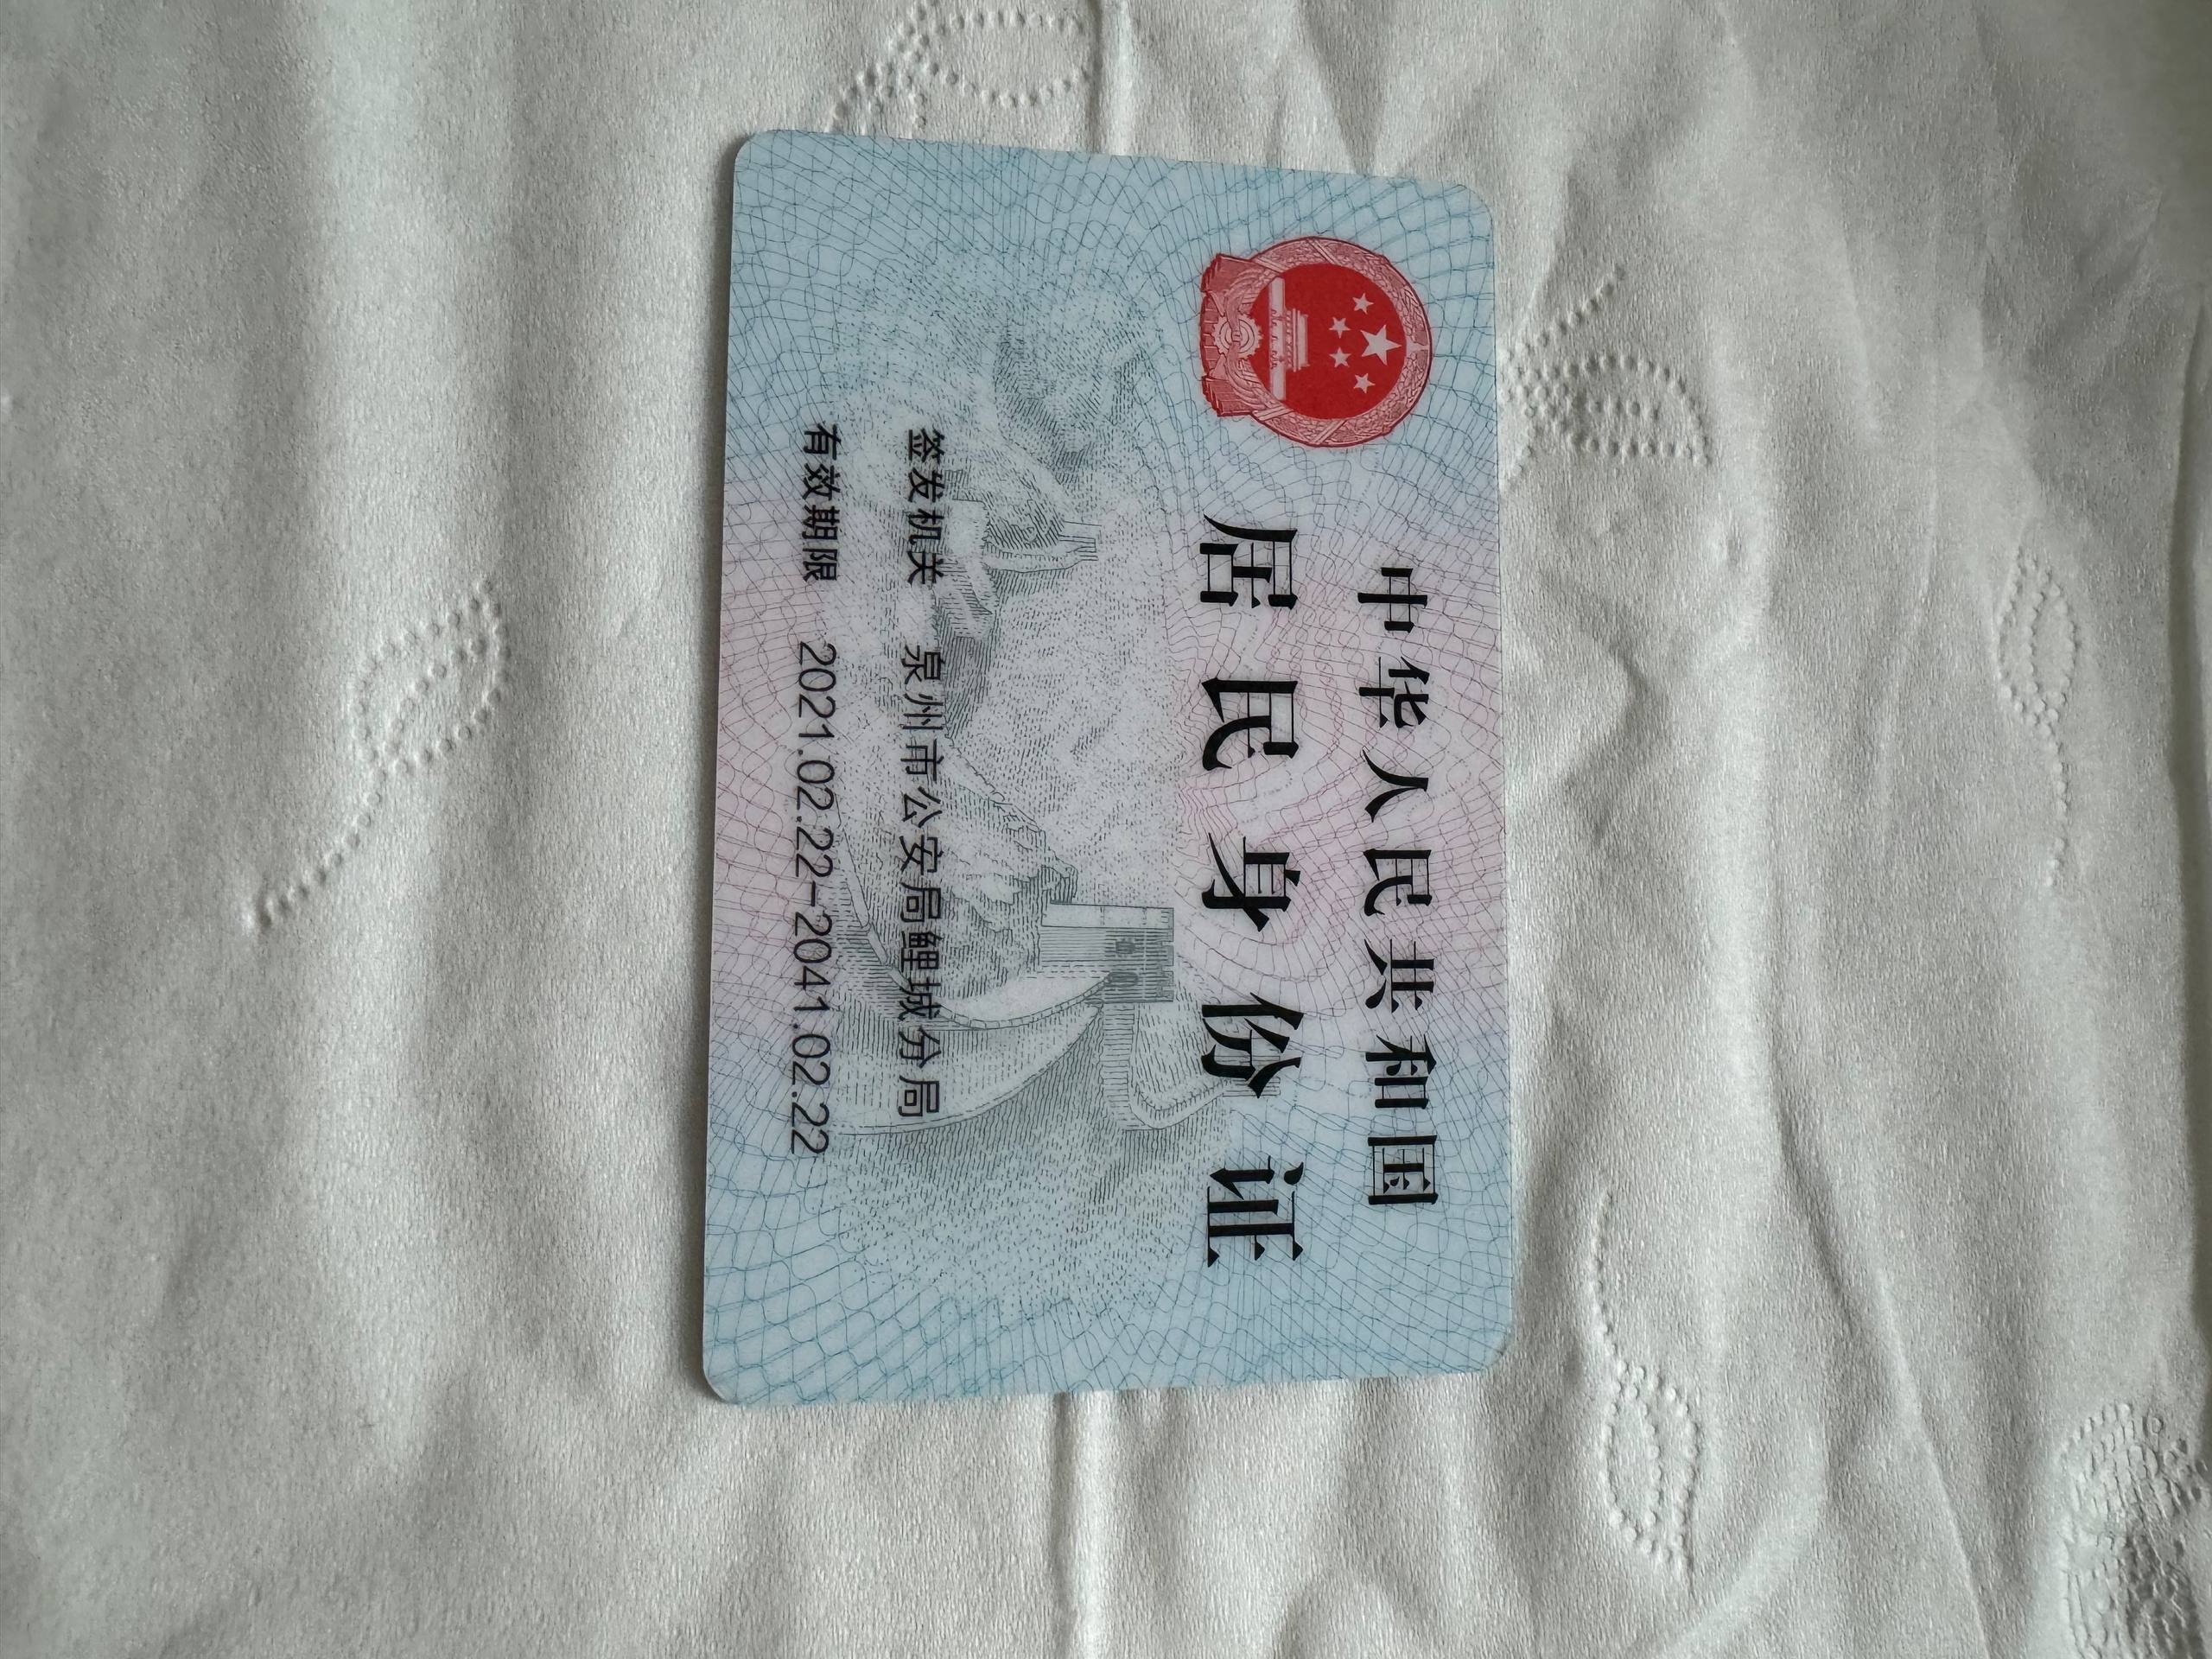 中华人民共和国
居民身份证
签发机关 泉州市公安局鲤城分局
有效期限 2021.02.22-2041.02.22